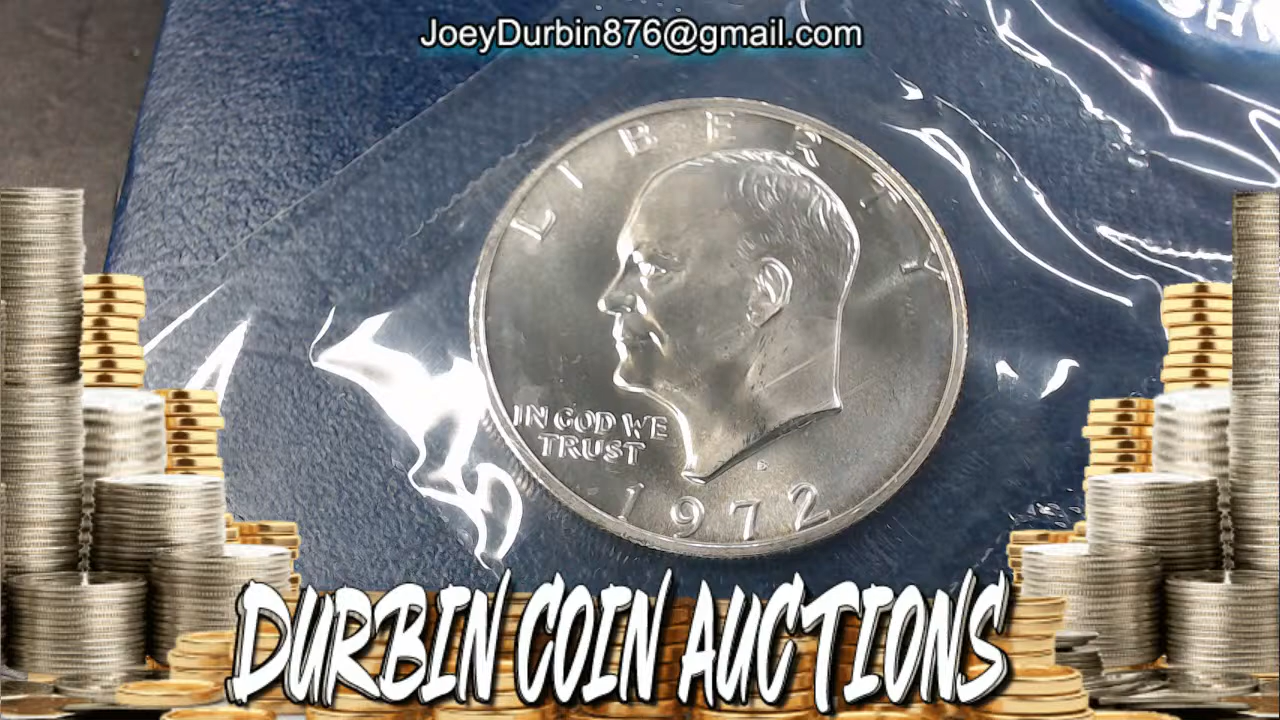 JoeyDurbin876@gmail.com
LIBERTY
IN GOD WE
TRUST
1972
DURBIN COIN AUCTIONS